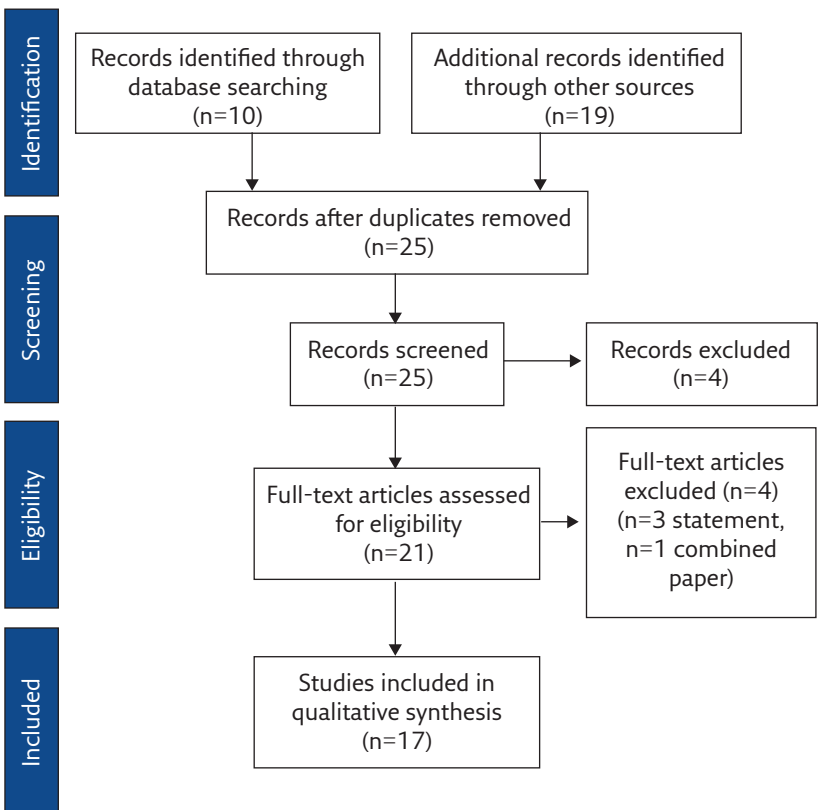 Identification
Records identified through
database searching
(n=10)
Additional records identified
through other sources
(n=19)
Records after duplicates removed
(n=25)
Screening
Records screened
(n=25)
Records excluded
(n=4)
Eligibility
Full-text articles assessed
for eligibility
(n=21)
Full-text articles
excluded (n=4)
(n=3 statement,
n=1 combined
paper)
Included
Studies included in
qualitative synthesis
(n=17)